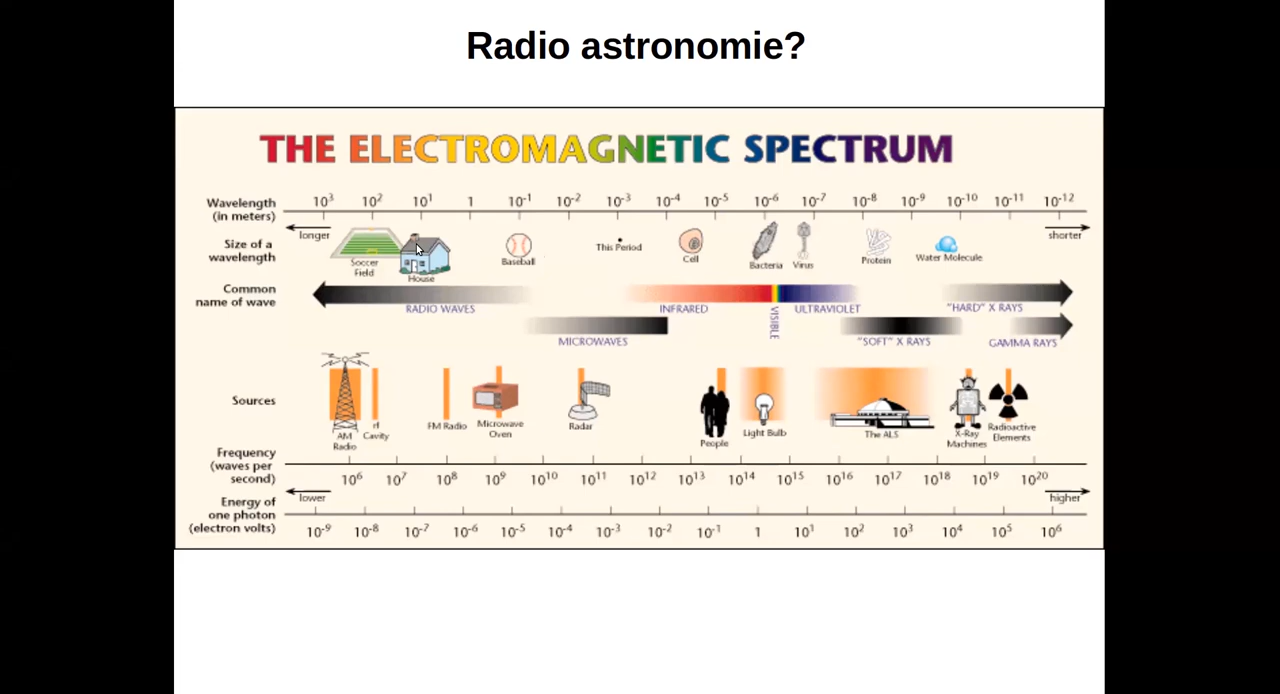 Radio astronomie?
THE ELECTROMAGNETIC SPECTRUM
Wavelength
(in meters)
10³ 10² 10¹ 1 10⁻¹ 10⁻² 10⁻³ 10⁻⁴ 10⁻⁵ 10⁻⁶ 10⁻⁷ 10⁻⁸ 10⁻⁹ 10⁻¹⁰ 10⁻¹¹ 10⁻¹²
longer
shorter
Size of a
wavelength
Soccer
Field
House
Baseball
This Period
Cell
Bacteria
Virus
Protein
Water Molecule
Common
name of wave
RADIO WAVES
INFRARED
VISIBLE
ULTRAVIOLET
"HARD" X RAYS
MICROWAVES
"SOFT" X RAYS
GAMMA RAYS
Sources
AM
Radio
rf
Cavity
FM Radio
Microwave
Oven
Radar
People
Light Bulb
The ALS
X-Ray
Machines
Radioactive
Elements
Frequency
(waves per
second)
10⁶ 10⁷ 10⁸ 10⁹ 10¹⁰ 10¹¹ 10¹² 10¹³ 10¹⁴ 10¹⁵ 10¹⁶ 10¹⁷ 10¹⁸ 10¹⁹ 10²⁰
lower
higher
Energy of
one photon
(electron volts)
10⁻⁹ 10⁻⁸ 10⁻⁷ 10⁻⁶ 10⁻⁵ 10⁻⁴ 10⁻³ 10⁻² 10⁻¹ 1 10¹ 10² 10³ 10⁴ 10⁵ 10⁶